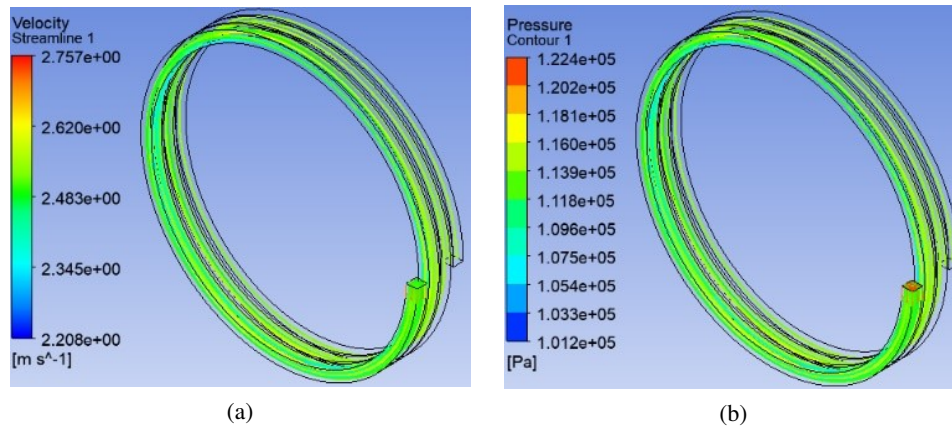 Velocity
Streamline 1
2.757e+00
2.620e+00
2.483e+00
2.345e+00
2.208e+00
[m s^-1]
(a)
Pressure
Contour 1
1.224e+05
1.202e+05
1.181e+05
1.160e+05
1.139e+05
1.118e+05
1.096e+05
1.075e+05
1.054e+05
1.033e+05
1.012e+05
[Pa]
(b)